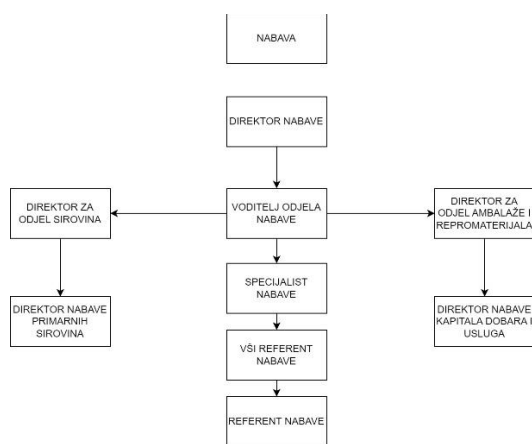 NABAVA
DIREKTOR NABAVE
DIREKTOR ZA
ODJEL SIROVINA
VODITELJ ODJELA
NABAVE
DIREKTOR ZA
ODJEL AMBALAŽE I
REPROMATERIJALA
SPECIJALIST
NABAVE
DIREKTOR NABAVE
PRIMARNIH
SIROVINA
DIREKTOR NABAVE
KAPITALA DOBARA I
USLUGA
VŠI REFERENT
NABAVE
REFERENT NABAVE